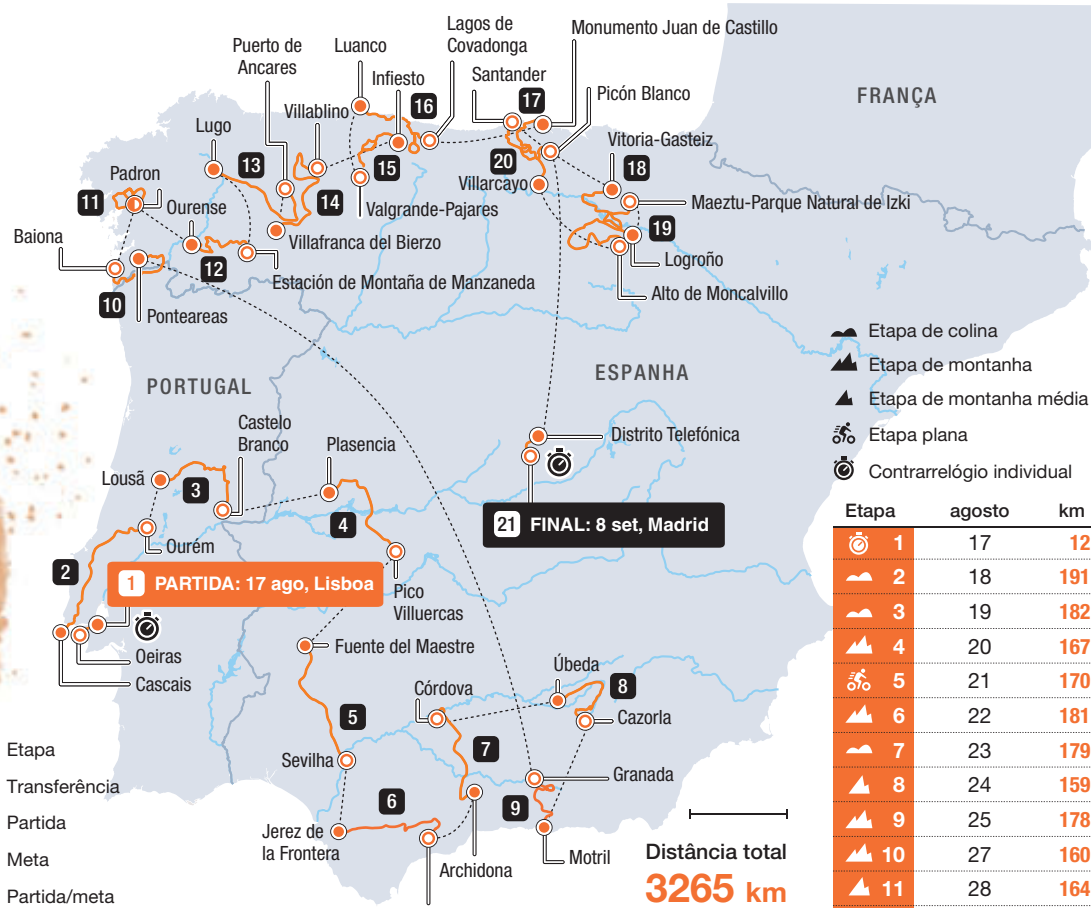 Lagos de
Covadonga
Monumento Juan de Castillo
Puerto de
Ancares
Luanco
Infiesto
Santander
Picón Blanco
Villablino
16
17
FRANÇA
Lugo
13
Vitoria-Gasteiz
15
20
18
Padron
Villarcayo
11
Ourense
14
Valgrande-Pajares
Maeztu-Parque Natural de Izki
Baiona
Villafranca del Bierzo
19
12
Logroño
Estación de Montaña de Manzaneda
Alto de Moncalvillo
10
Ponteareas
Etapa de colina
Etapa de montanha
Etapa de montanha média
Etapa plana
Contrarrelógio individual
PORTUGAL
ESPANHA
Castelo
Branco
Plasencia
Distrito Telefónica
Lousã
3
4
21 FINAL: 8 set, Madrid
Ourém
2
1 PARTIDA: 17 ago, Lisboa
Pico
Villuercas
Oeiras
Cascais
Fuente del Maestre
Úbeda
Córdova
8
Cazorla
5
7
Sevilha
Granada
6
9
Jerez de
la Frontera
Archidona
Motril
Etapa
Transferência
Partida
Meta
Partida/meta
Distância total
3265 km
Etapa agosto km
1 17 12
2 18 191
3 19 182
4 20 167
5 21 170
6 22 181
7 23 179
8 24 159
9 25 178
10 27 160
11 28 164